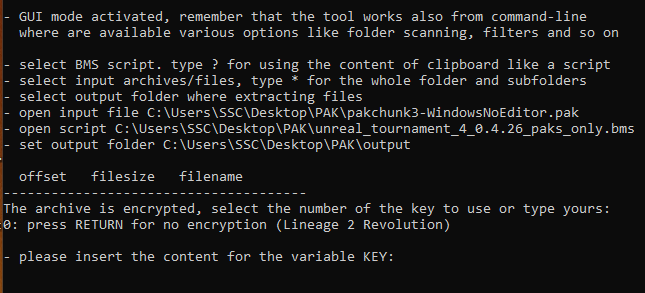 - GUI mode activated, remember that the tool works also from command-line
  where are available various options like folder scanning, filters and so on
- select BMS script. type ? for using the content of clipboard like a script
- select input archives/files, type * for the whole folder and subfolders
- select output folder where extracting files
- open input file C:\Users\SSC\Desktop\PAK\pakchunk3-WindowsNoEditor.pak
- open script C:\Users\SSC\Desktop\PAK\unreal_tournament_4_0.4.26_paks_only.bms
- set output folder C:\Users\SSC\Desktop\PAK\output
  offset   filesize   filename
--------------------------------------
The archive is encrypted, select the number of the key to use or type yours:
0: press RETURN for no encryption (Lineage 2 Revolution)
- please insert the content for the variable KEY: